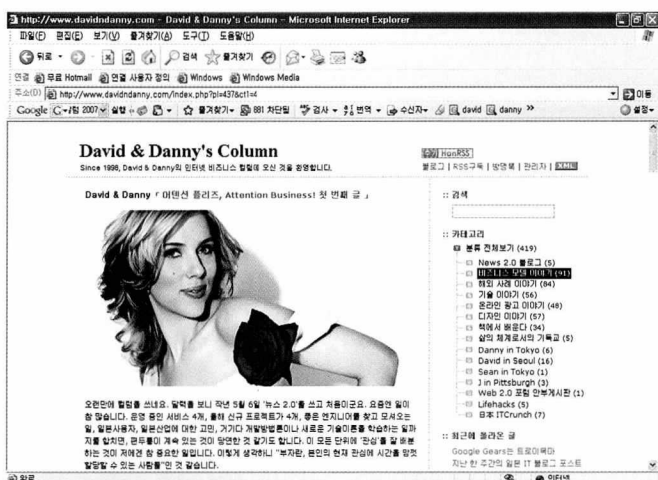 http://www.davidndanny.com - David & Danny's Column - Microsoft Internet Explorer
파일(F) 편집(E) 보기(V) 즐겨찾기(A) 도구(T) 도움말(H)
뒤로 검색 즐겨찾기
연결 무료 Hotmail 연결 사용자 정의 Windows Windows Media
주소(D) http://www.davidndanny.com/index.php?pl=437&ct1=4 이동
Google 2007 실행 즐겨찾기 881 차단됨 검사 번역 수신자 david danny » 설정
David & Danny's Column
Since 1996, David & Danny의 인터넷 비즈니스 컬럼에 오신 것을 환영합니다.
HanRSS
블로그 | RSS구독 | 방명록 | 관리자 | XML
David & Danny 「 어텐션 플리즈, Attention Business! 첫 번째 글 」
오랜만에 컬럼을 쓰네요. 달력을 보니 작년 5월 6일 '뉴스 2.0'를 쓰고 처음이군요. 요즘엔 일이
참 많습니다. 운영 중인 서비스 4개, 올해 신규 프로젝트가 4개, 좋은 엔지니어를 찾고 모셔오는
일, 일본사용자, 일본산업에 대한 고민, 거기다 개발방법론이나 새로운 기술이론을 학습하는 일까
지를 합치면, 펀투롤이 계속 있는 것이 당연한 것 같기도 합니다. 이 모든 단위에 '관심'을 잘 배분
하는 것이 저에겐 참 중요한 일입니다. 이렇게 생각하니 "부자란, 본인의 현재 관심에 시간을 맘껏
할당할 수 있는 사람들"인 것 같습니다.
:: 검색
:: 카테고리
분류 전체보기 (419)
News 2.0 블로그 (5)
비즈니스 모델 이야기 (91)
해외 사례 이야기 (84)
기술 이야기 (56)
온라인 광고 이야기 (48)
디자인 이야기 (57)
책에서 배운다 (34)
삶의 체계로서의 기독교 (5)
Danny in Tokyo (6)
David in Seoul (16)
Sean in Tokyo (1)
J in Pittsburgh (3)
Web 2.0 포럼 안부게시판 (1)
Lifehacks (5)
日本 ITCrunch (7)
:: 최근에 올라온 글
Google Gears는 트로이목마
지난 한 주간의 일본 IT 블로그 포스트
완료 인터넷